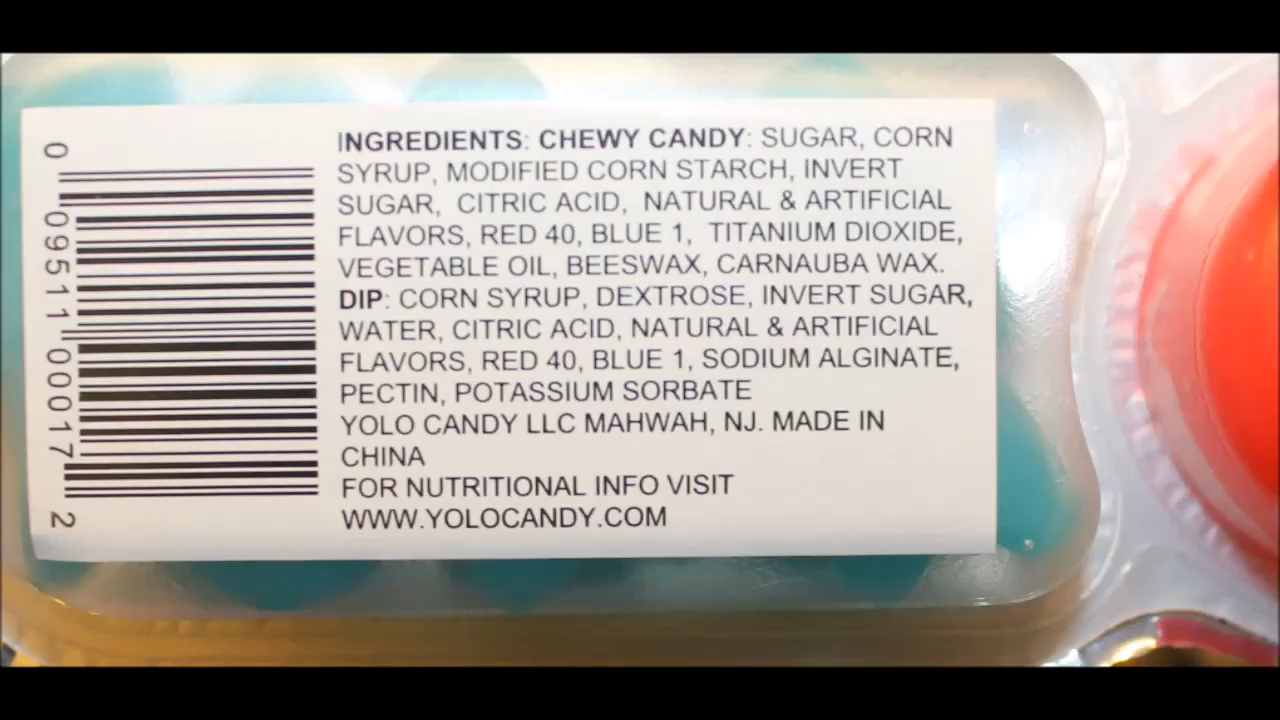 INGREDIENTS: CHEWY CANDY: SUGAR, CORN
SYRUP, MODIFIED CORN STARCH, INVERT
SUGAR, CITRIC ACID, NATURAL & ARTIFICIAL
FLAVORS, RED 40, BLUE 1, TITANIUM DIOXIDE,
VEGETABLE OIL, BEESWAX, CARNAUBA WAX.
DIP: CORN SYRUP, DEXTROSE, INVERT SUGAR,
WATER, CITRIC ACID, NATURAL & ARTIFICIAL
FLAVORS, RED 40, BLUE 1, SODIUM ALGINATE,
PECTIN, POTASSIUM SORBATE
YOLO CANDY LLC MAHWAH, NJ. MADE IN
CHINA
FOR NUTRITIONAL INFO VISIT
WWW.YOLOCANDY.COM
0 09511 00017 2